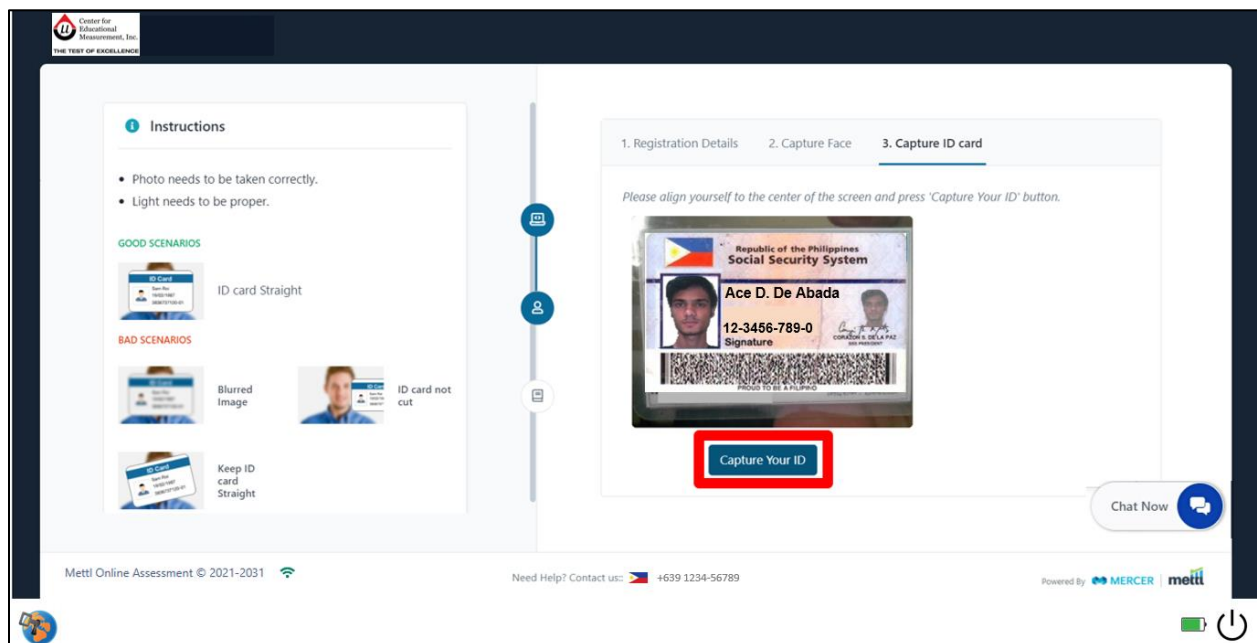 Center for
Educational
Measurement, Inc.
THE TEST OF EXCELLENCE
Instructions
• Photo needs to be taken correctly.
• Light needs to be proper.
GOOD SCENARIOS
ID Card
ID card Straight
BAD SCENARIOS
Blurred
Image
ID card not
cut
ID Card
Keep ID
card
Straight
1. Registration Details
2. Capture Face
3. Capture ID card
Please align yourself to the center of the screen and press 'Capture Your ID' button.
Republic of the Philippines
Social Security System
Ace D. De Abada
12-3456-789-0
Signature
CORAZON S. DE LA PAZ
PROUD TO BE A FILIPINO
Capture Your ID
Chat Now
Mettl Online Assessment © 2021-2031
Need Help? Contact us:: +639 1234-56789
Powered By MERCER | mettl